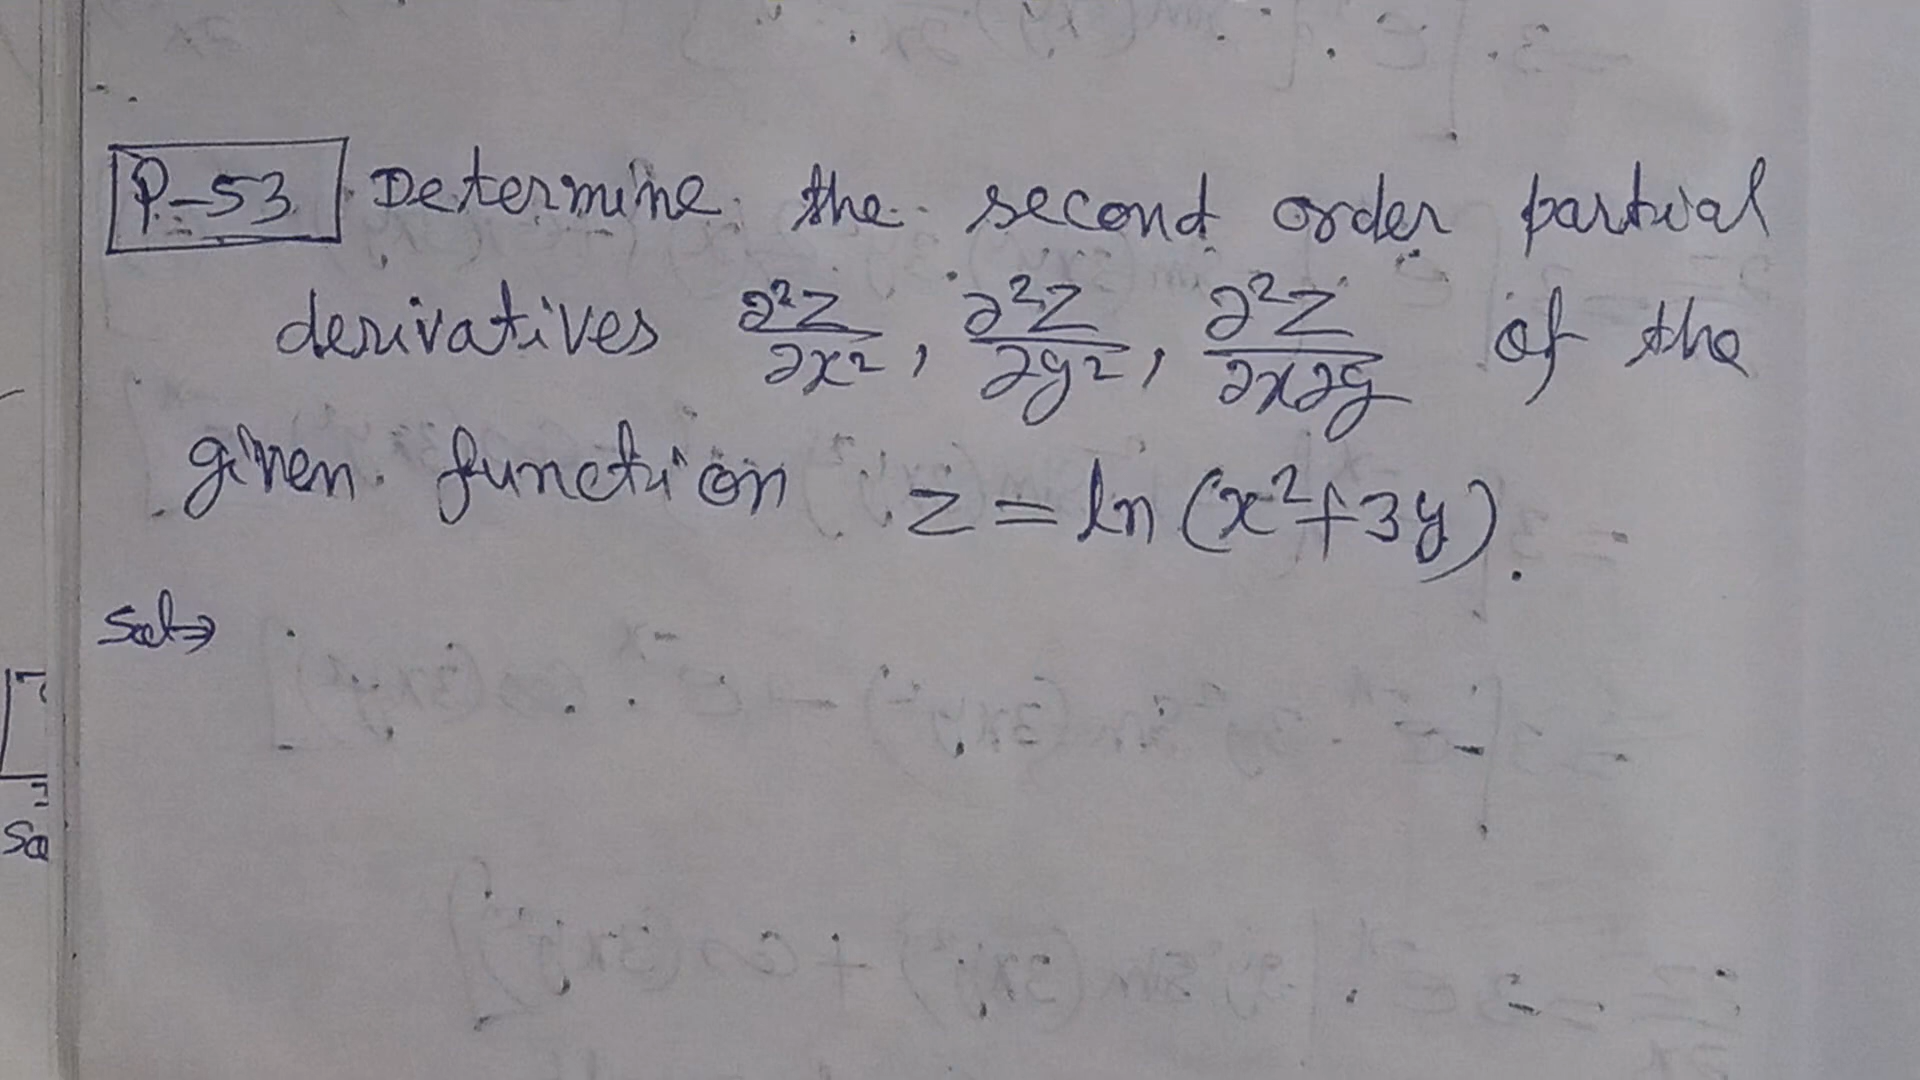 P-53 Determine the second order partial
derivatives ∂²z/∂x², ∂²z/∂y², ∂²z/∂x∂y of the
given function z = ln (x²+3y).
Sol→
So